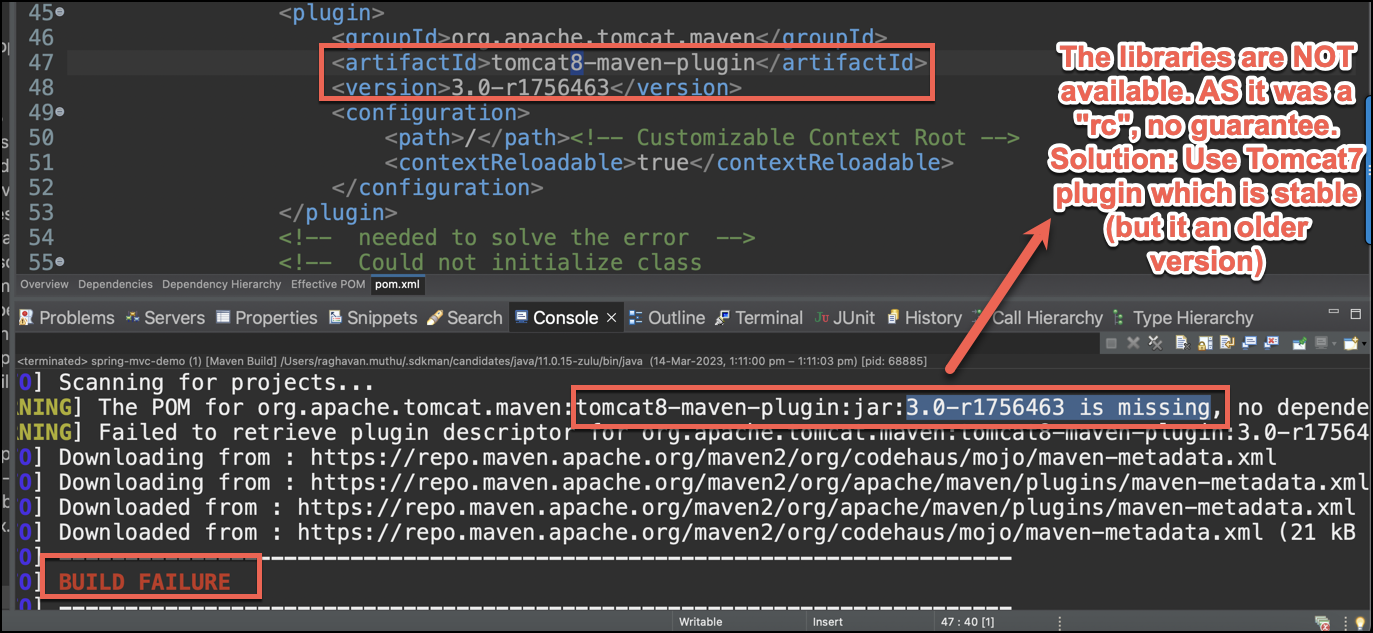 45 <plugin>
46 <groupId>org.apache.tomcat.maven</groupId>
47 <artifactId>tomcat8-maven-plugin</artifactId>
48 <version>3.0-r1756463</version>
49 <configuration>
50 <path>/</path><!-- Customizable Context Root -->
51 <contextReloadable>true</contextReloadable>
52 </configuration>
53 </plugin>
54 <!-- needed to solve the error -->
55 <!-- Could not initialize class
The libraries are NOT
available. AS it was a
"rc", no guarantee.
Solution: Use Tomcat7
plugin which is stable
(but it an older
version)
Overview Dependencies Dependency Hierarchy Effective POM pom.xml
Problems Servers Properties Snippets Search Console Outline Terminal JUnit History Call Hierarchy Type Hierarchy
<terminated> spring-mvc-demo (1) [Maven Build] /Users/raghavan.muthu/.sdkman/candidates/java/11.0.15-zulu/bin/java (14-Mar-2023, 1:11:00 pm – 1:11:03 pm) [pid: 68885]
O] Scanning for projects...
NING] The POM for org.apache.tomcat.maven:tomcat8-maven-plugin:jar:3.0-r1756463 is missing, no depende
NING] Failed to retrieve plugin descriptor for org.apache.tomcat.maven:tomcat8-maven-plugin:3.0-r17564
O] Downloading from : https://repo.maven.apache.org/maven2/org/codehaus/mojo/maven-metadata.xml
O] Downloading from : https://repo.maven.apache.org/maven2/org/apache/maven/plugins/maven-metadata.xml
O] Downloaded from : https://repo.maven.apache.org/maven2/org/apache/maven/plugins/maven-metadata.xml
O] Downloaded from : https://repo.maven.apache.org/maven2/org/codehaus/mojo/maven-metadata.xml (21 kB
O] ------------------------------------------------------------------------
O] BUILD FAILURE
O] ------------------------------------------------------------------------
Writable Insert 47 : 40 [1]